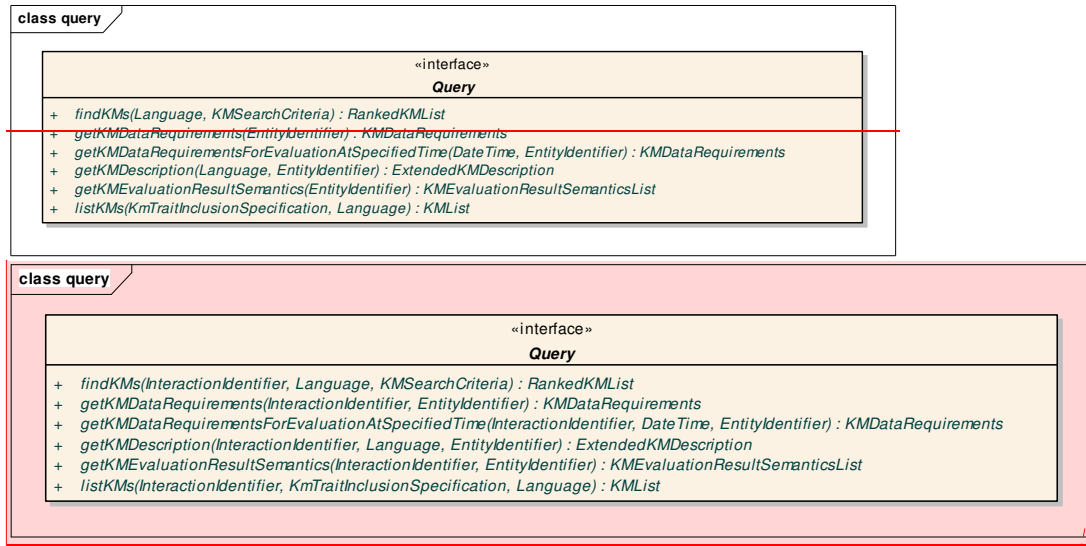 class query
«interface»
Query
+ findKMs(Language, KMSearchCriteria) : RankedKMList
+ getKMDataRequirements(EntityIdentifier) : KMDataRequirements
+ getKMDataRequirementsForEvaluationAtSpecifiedTime(DateTime, EntityIdentifier) : KMDataRequirements
+ getKMDescription(Language, EntityIdentifier) : ExtendedKMDescription
+ getKMEvaluationResultSemantics(EntityIdentifier) : KMEvaluationResultSemanticsList
+ listKMs(KmTraitInclusionSpecification, Language) : KMList
class query
«interface»
Query
+ findKMs(InteractionIdentifier, Language, KMSearchCriteria) : RankedKMList
+ getKMDataRequirements(InteractionIdentifier, EntityIdentifier) : KMDataRequirements
+ getKMDataRequirementsForEvaluationAtSpecifiedTime(InteractionIdentifier, DateTime, EntityIdentifier) : KMDataRequirements
+ getKMDescription(InteractionIdentifier, Language, EntityIdentifier) : ExtendedKMDescription
+ getKMEvaluationResultSemantics(InteractionIdentifier, EntityIdentifier) : KMEvaluationResultSemanticsList
+ listKMs(InteractionIdentifier, KmTraitInclusionSpecification, Language) : KMList